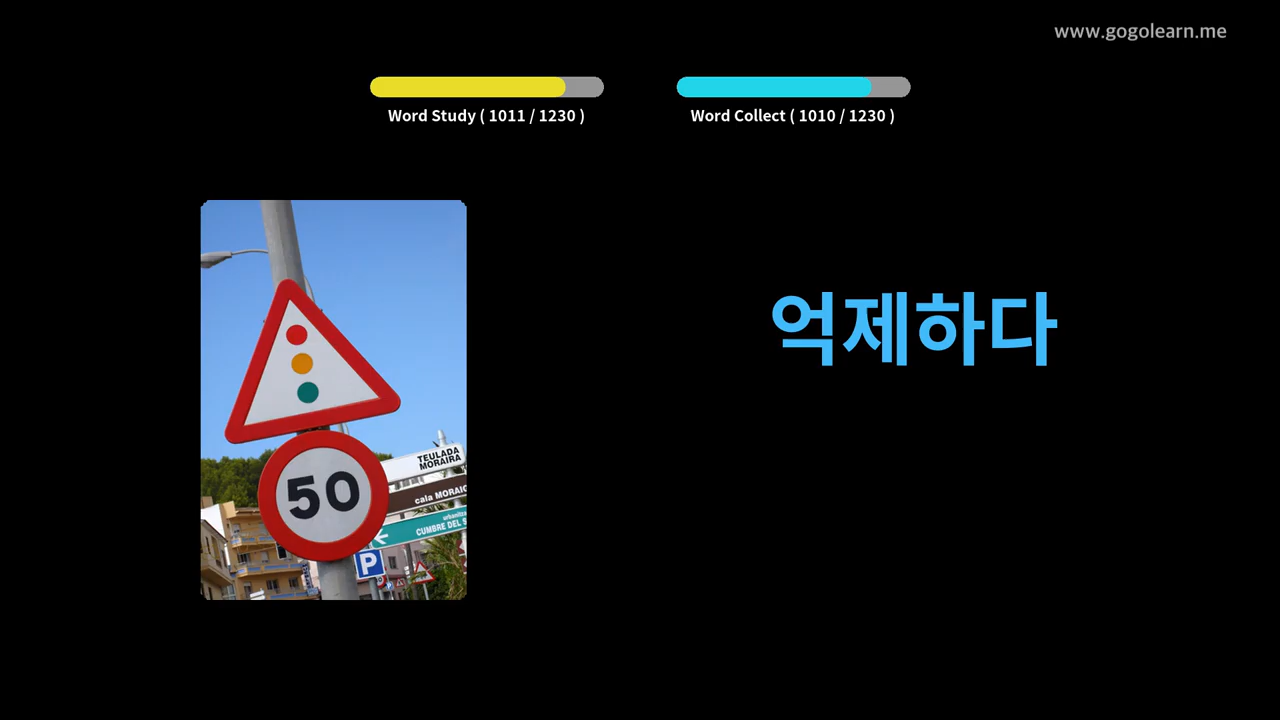 www.gogolearn.me
Word Study ( 1011 / 1230 )
Word Collect ( 1010 / 1230 )
억제하다
50
TEULADA
MORAIRA
cala MORAIG
CUMBRE DEL S
P